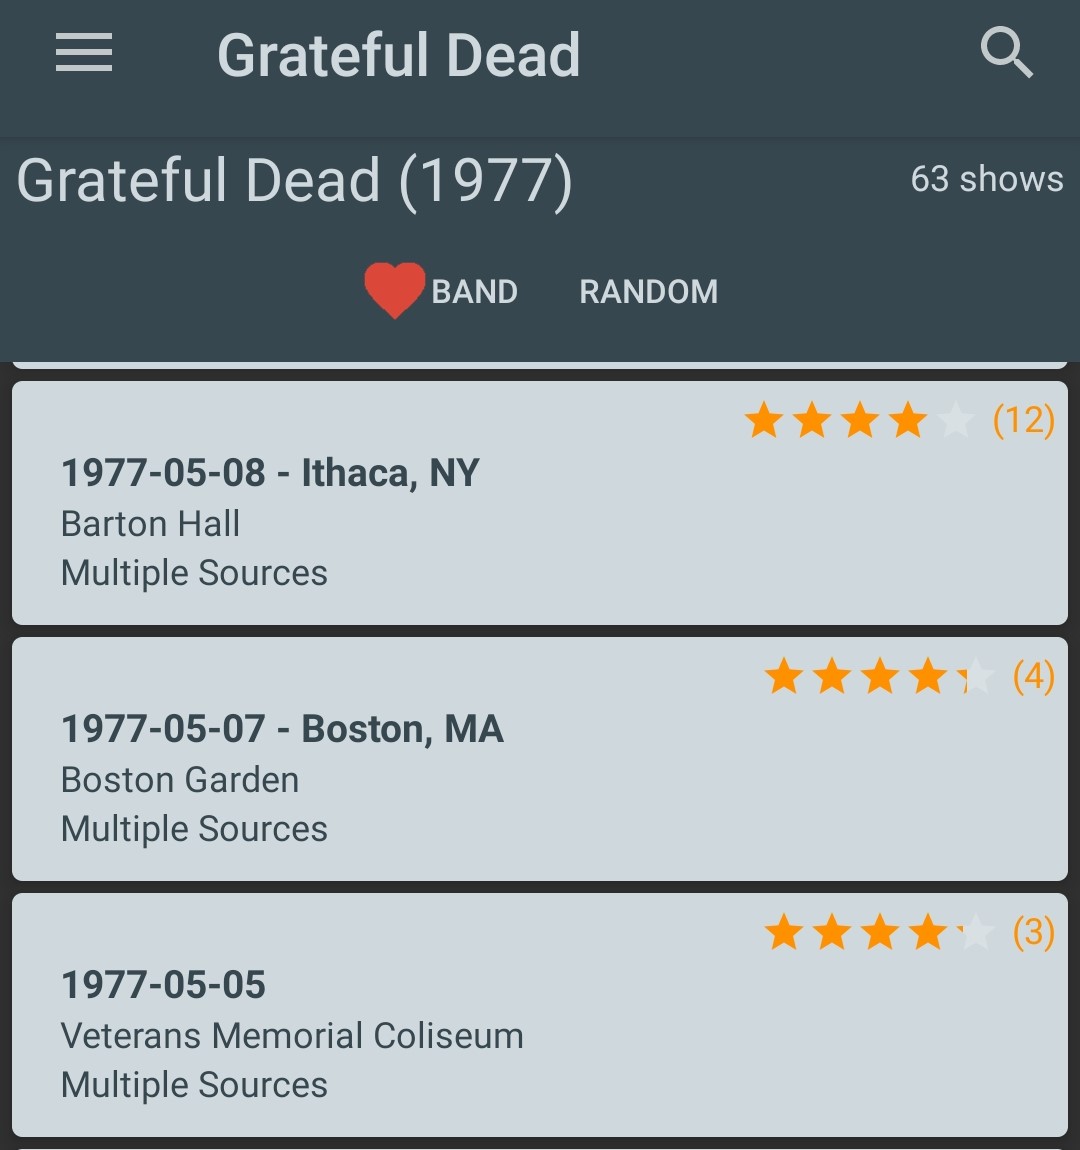 Grateful Dead
Grateful Dead (1977)
63 shows
BAND
RANDOM
(12)
1977-05-08 - Ithaca, NY
Barton Hall
Multiple Sources
(4)
1977-05-07 - Boston, MA
Boston Garden
Multiple Sources
(3)
1977-05-05
Veterans Memorial Coliseum
Multiple Sources